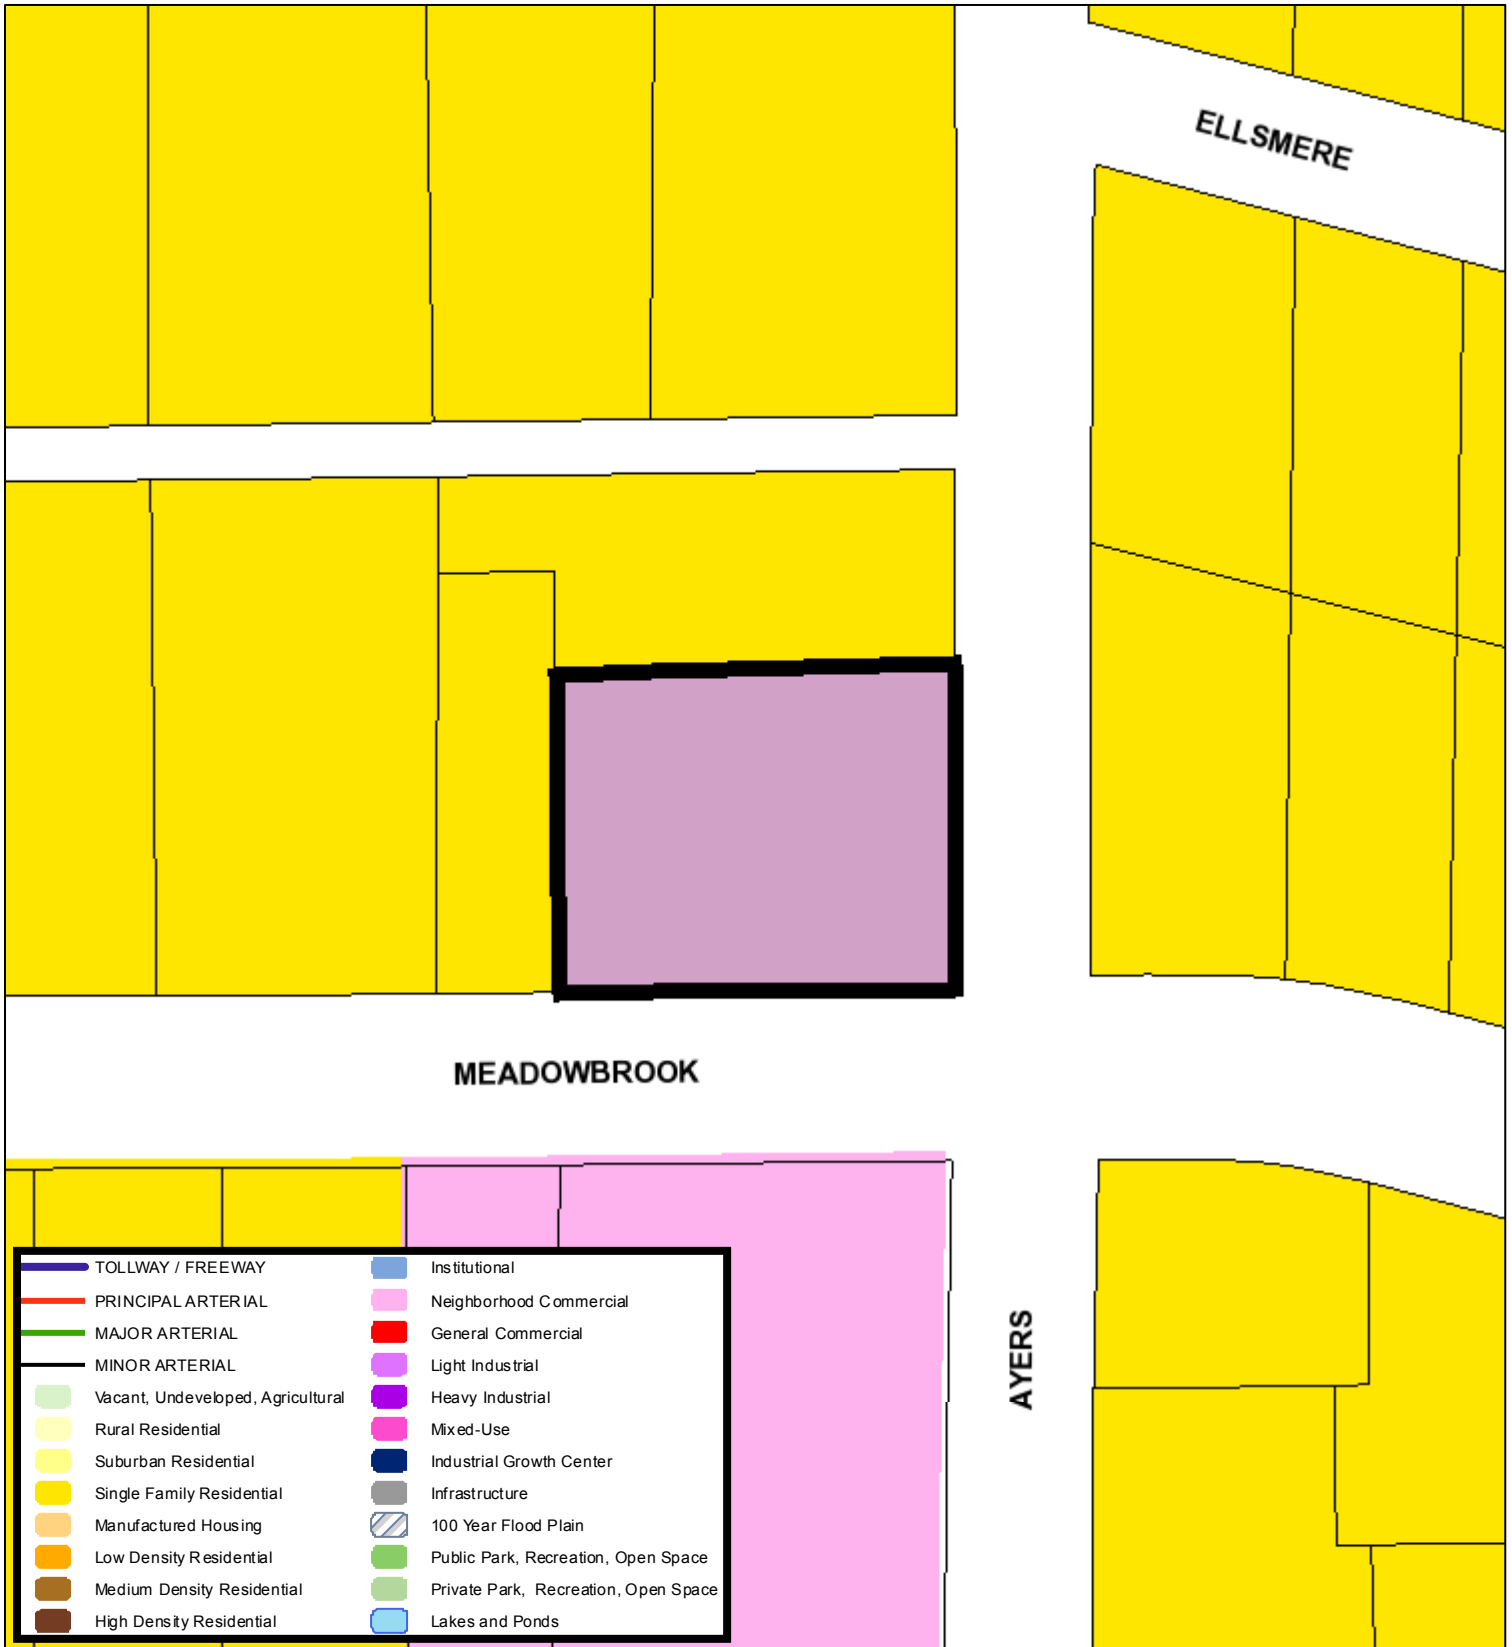 ELLSMERE
MEADOWBROOK
AYERS
TOLLWAY / FREEWAY
PRINCIPAL ARTERIAL
MAJOR ARTERIAL
MINOR ARTERIAL
Vacant, Undeveloped, Agricultural
Rural Residential
Suburban Residential
Single Family Residential
Manufactured Housing
Low Density Residential
Medium Density Residential
High Density Residential
Institutional
Neighborhood Commercial
General Commercial
Light Industrial
Heavy Industrial
Mixed-Use
Industrial Growth Center
Infrastructure
100 Year Flood Plain
Public Park, Recreation, Open Space
Private Park, Recreation, Open Space
Lakes and Ponds